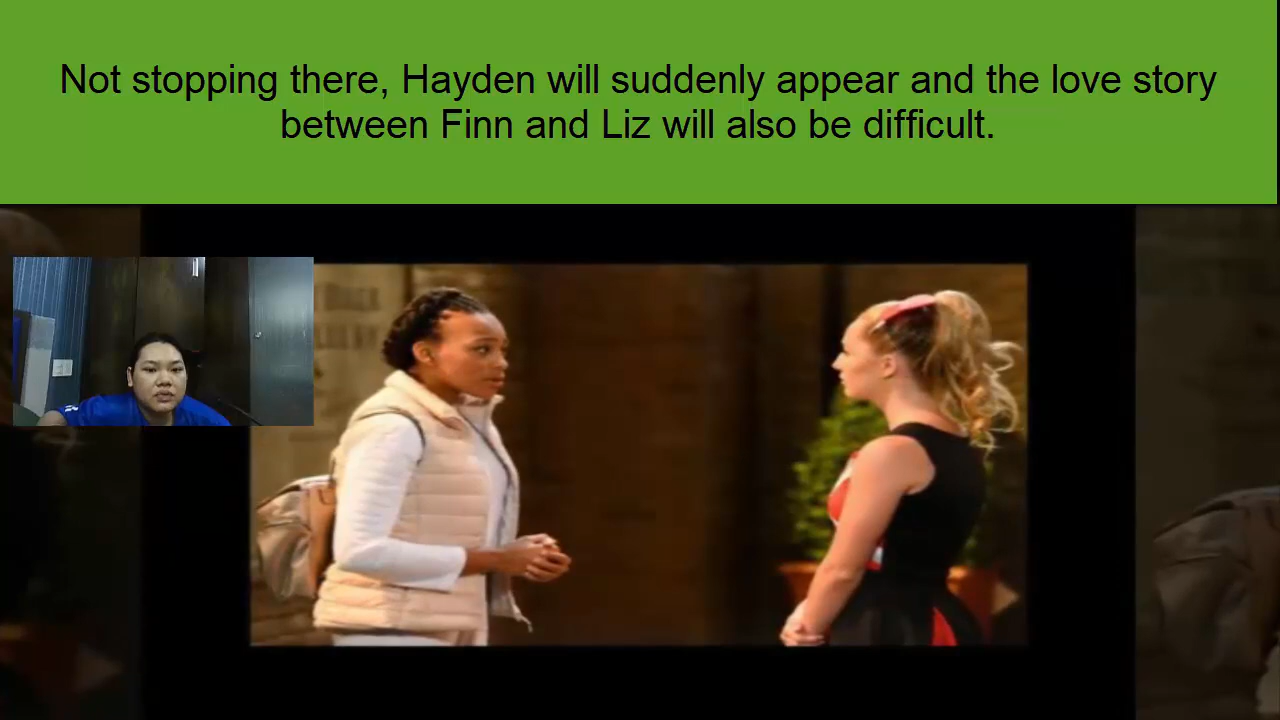 Not stopping there, Hayden will suddenly appear and the love story
between Finn and Liz will also be difficult.